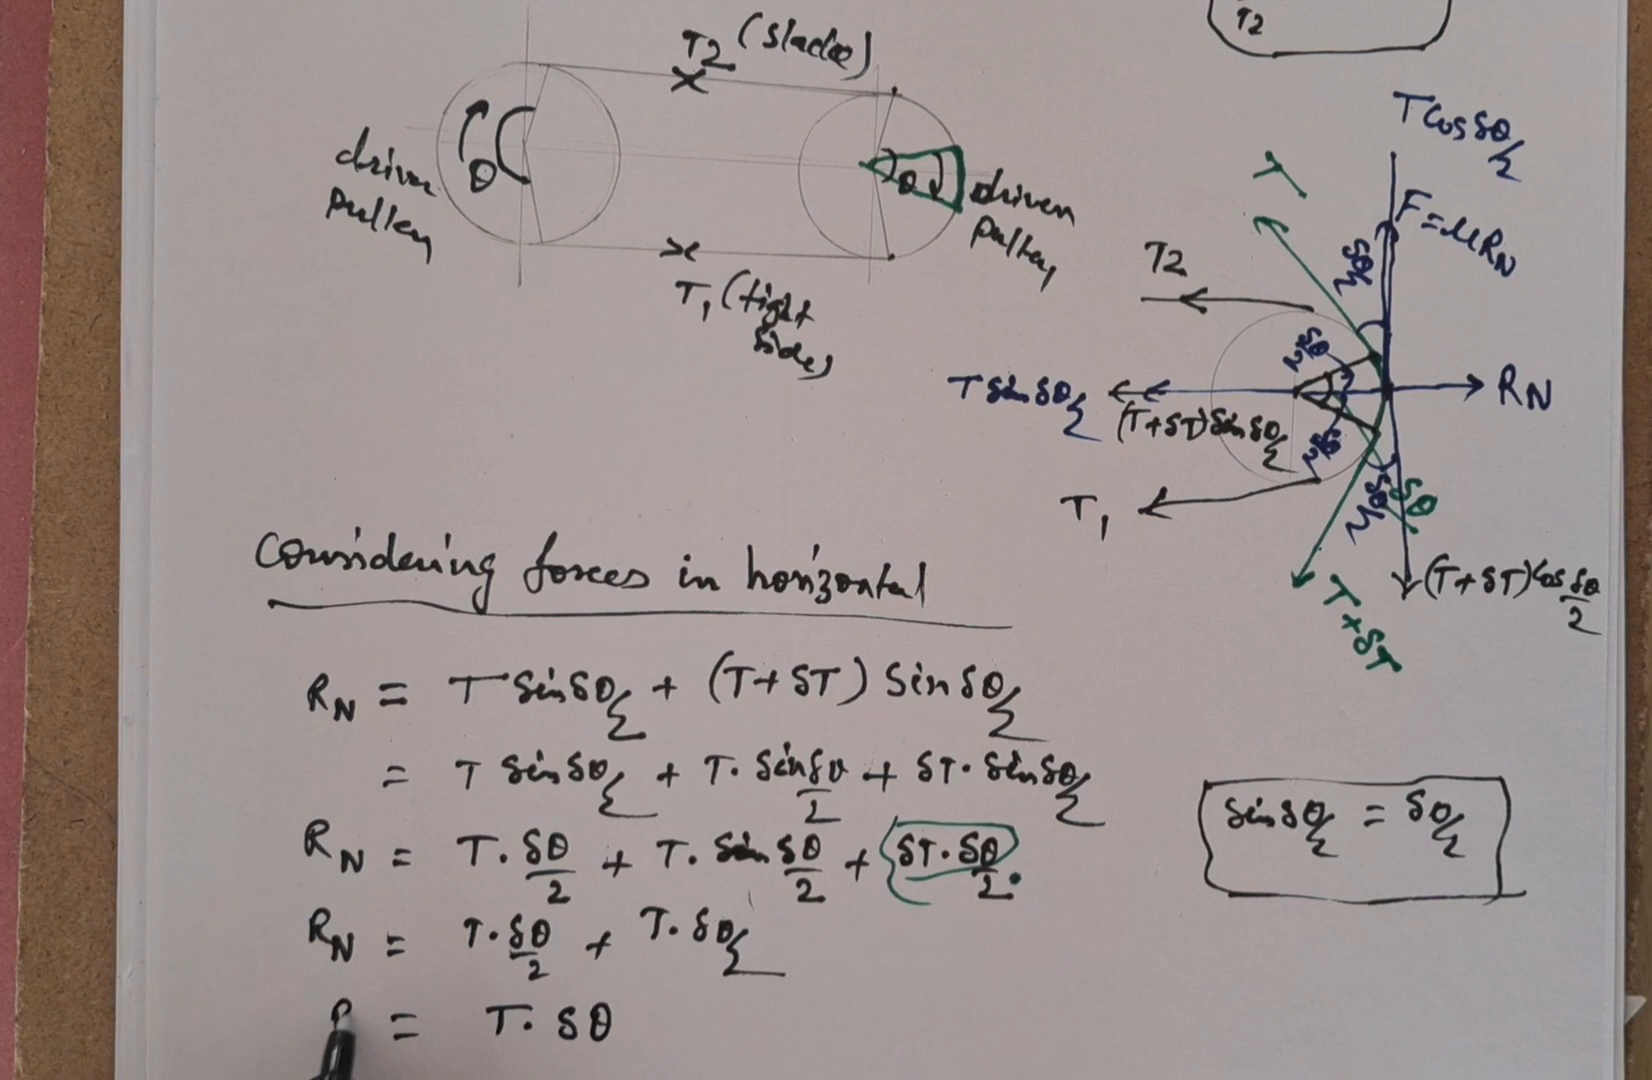 T2
T2 (slack)
driven
pulley
θ
θ
driven
pulley
T1 (tight
side)
T cos δθ/2
F = μRN
T
δθ/2
T2
δθ/2
T sin δθ/2
(T+δT) sin δθ/2
RN
δθ/2
T1
δθ/2
δθ
(T+δT) cos δθ/2
T+δT
Considering forces in horizontal
RN = T sin δθ/2 + (T+δT) sin δθ/2
= T sin δθ/2 + T. sin δθ/2 + δT. sin δθ/2
RN = T. δθ/2 + T. sin δθ/2 + δT. δθ/2.
RN = T. δθ/2 + T. δθ/2
= T. δθ
sin δθ/2 = δθ/2